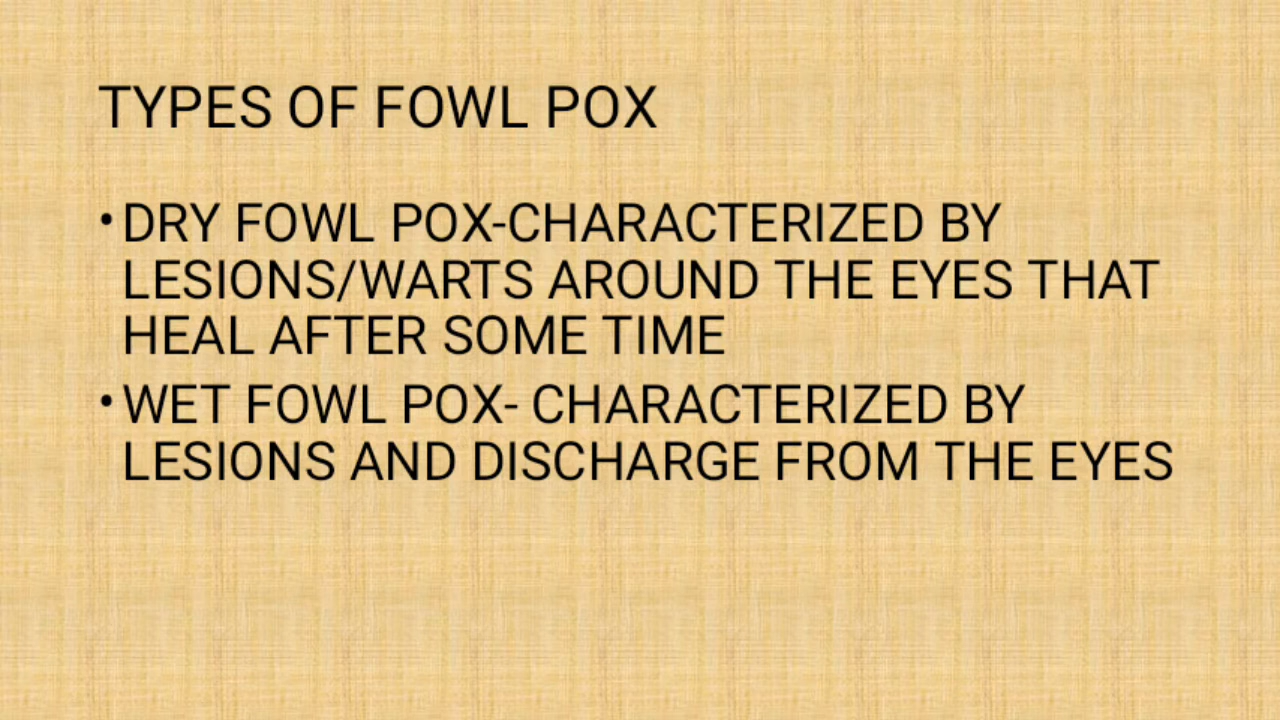 TYPES OF FOWL POX
•DRY FOWL POX-CHARACTERIZED BY
LESIONS/WARTS AROUND THE EYES THAT
HEAL AFTER SOME TIME
•WET FOWL POX- CHARACTERIZED BY
LESIONS AND DISCHARGE FROM THE EYES